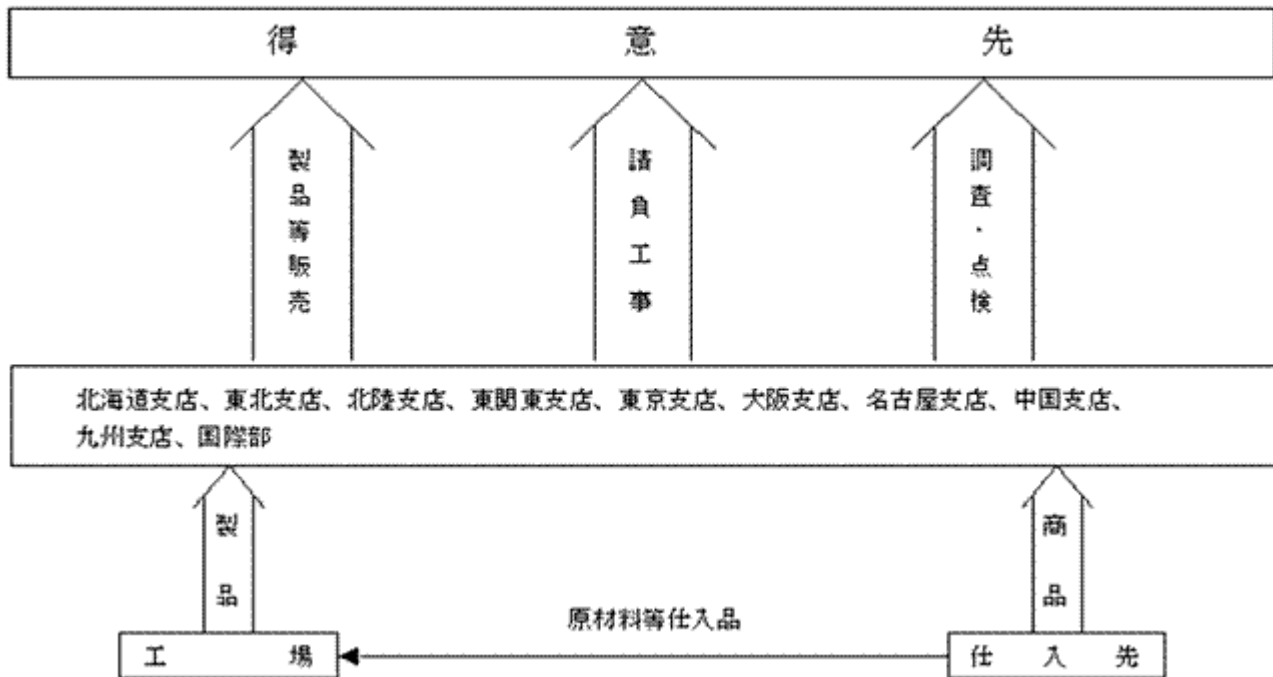 得意先
製品等販売
請負工事
調査・点検
北海道支店、東北支店、北陸支店、東関東支店、東京支店、大阪支店、名古屋支店、中国支店、
九州支店、国際部
製品
商品
原材料等仕入品
工場
仕入先